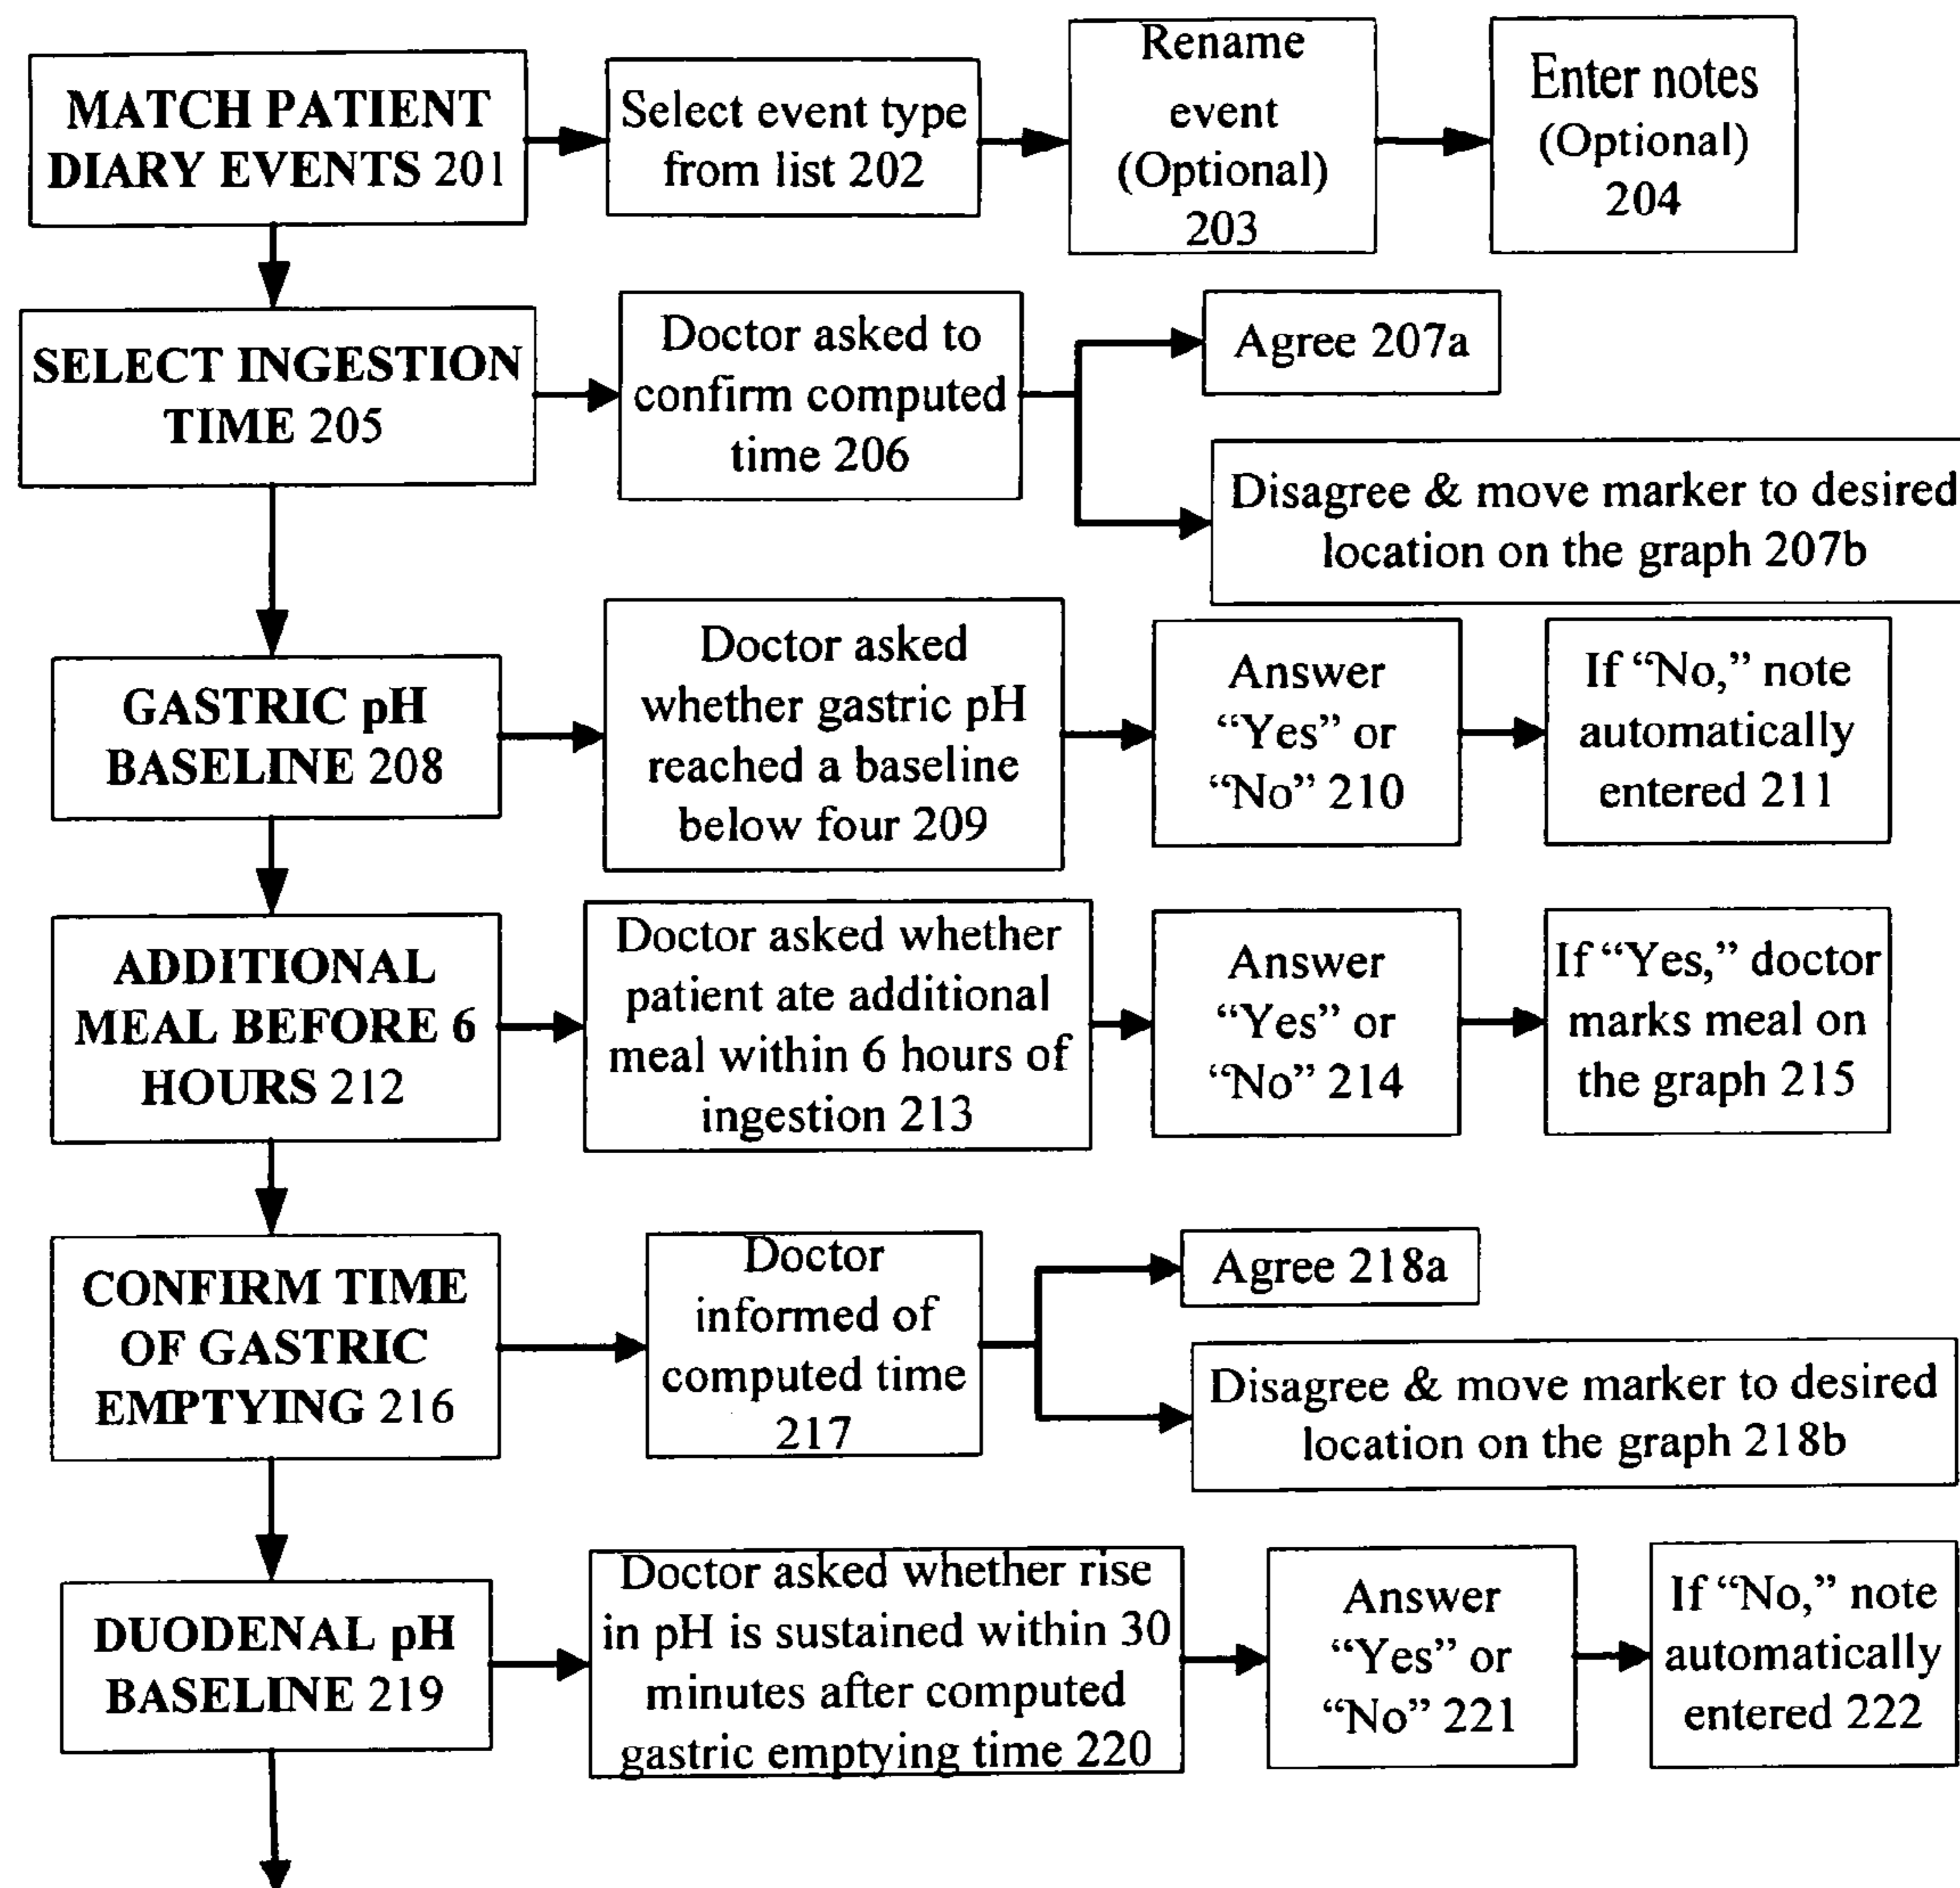 MATCH PATIENT
DIARY EVENTS 201
Select event type
from list 202
Rename
event
(Optional)
203
Enter notes
(Optional)
204
SELECT INGESTION
TIME 205
Doctor asked to
confirm computed
time 206
Agree 207a
Disagree & move marker to desired
location on the graph 207b
GASTRIC pH
BASELINE 208
Doctor asked
whether gastric pH
reached a baseline
below four 209
Answer
“Yes” or
“No” 210
If “No,” note
automatically
entered 211
ADDITIONAL
MEAL BEFORE 6
HOURS 212
Doctor asked whether
patient ate additional
meal within 6 hours of
ingestion 213
Answer
“Yes” or
“No” 214
If “Yes,” doctor
marks meal on
the graph 215
CONFIRM TIME
OF GASTRIC
EMPTYING 216
Doctor
informed of
computed time
217
Agree 218a
Disagree & move marker to desired
location on the graph 218b
DUODENAL pH
BASELINE 219
Doctor asked whether rise
in pH is sustained within 30
minutes after computed
gastric emptying time 220
Answer
“Yes” or
“No” 221
If “No,” note
automatically
entered 222